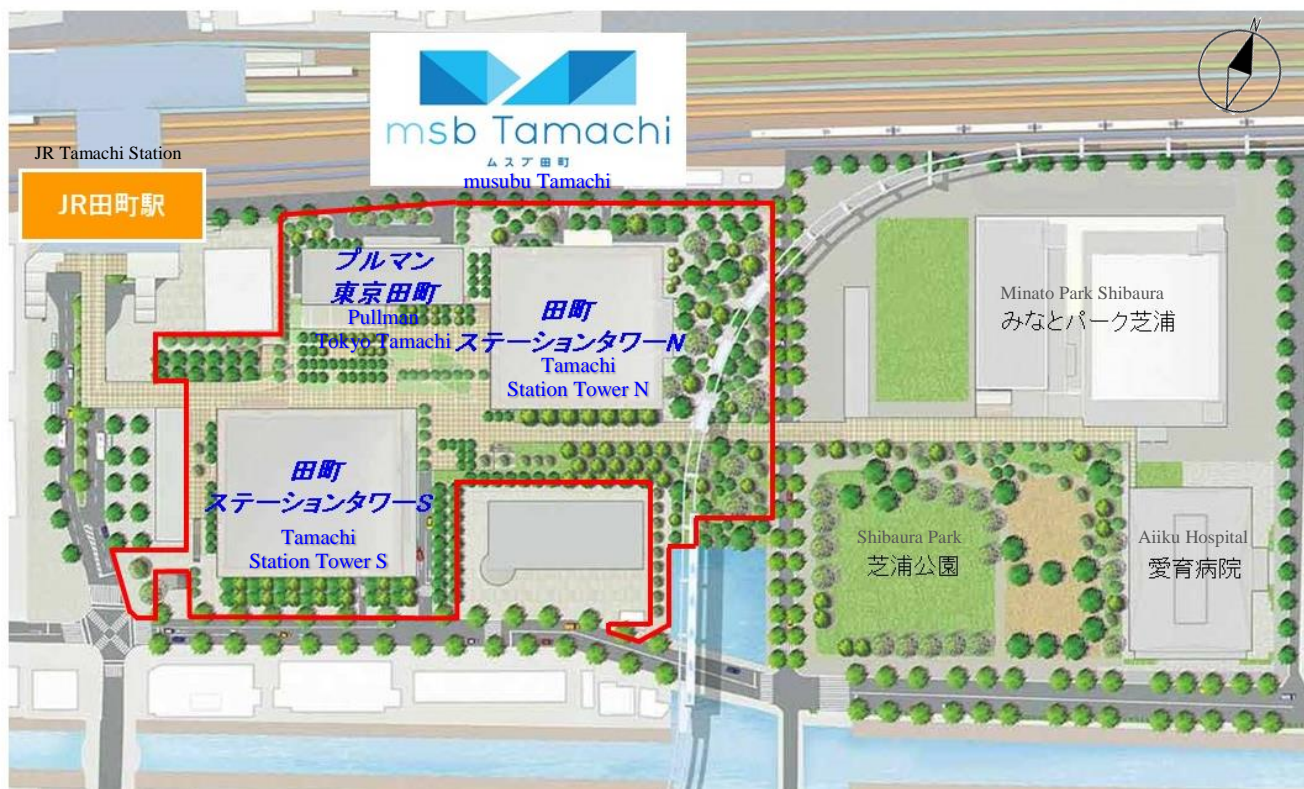 N
msb Tamachi
ムスブ田町
musubu Tamachi
JR Tamachi Station
JR田町駅
プルマン
東京田町
Pullman
Tokyo Tamachi
田町
ステーションタワーN
Tamachi
Station Tower N
Minato Park Shibaura
みなとパーク芝浦
田町
ステーションタワーS
Tamachi
Station Tower S
Shibaura Park
芝浦公園
Aiiku Hospital
愛育病院